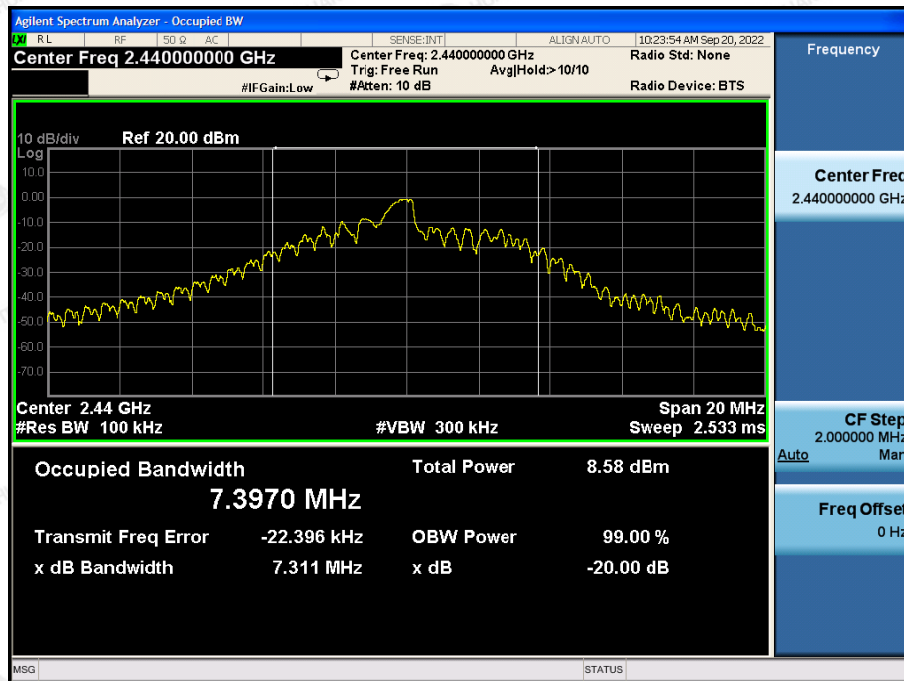 Agilent Spectrum Analyzer - Occupied BW
LXI RL RF 50 Ω AC SENSE:INT ALIGN AUTO 10:23:54 AM Sep 20, 2022
Center Freq 2.440000000 GHz
Center Freq: 2.440000000 GHz
Radio Std: None
Trig: Free Run Avg|Hold:>10/10
#IFGain:Low
#Atten: 10 dB
Radio Device: BTS
10 dB/div
Ref 20.00 dBm
Log
10.0
0.00
-10.0
-20.0
-30.0
-40.0
-50.0
-60.0
-70.0
Center 2.44 GHz
Span 20 MHz
#Res BW 100 kHz
#VBW 300 kHz
Sweep 2.533 ms
Occupied Bandwidth
Total Power 8.58 dBm
7.3970 MHz
Transmit Freq Error -22.396 kHz
OBW Power 99.00 %
x dB Bandwidth 7.311 MHz
x dB -20.00 dB
MSG
STATUS
Frequency
Center Freq
2.440000000 GHz
CF Step
2.000000 MHz
Auto Man
Freq Offset
0 Hz